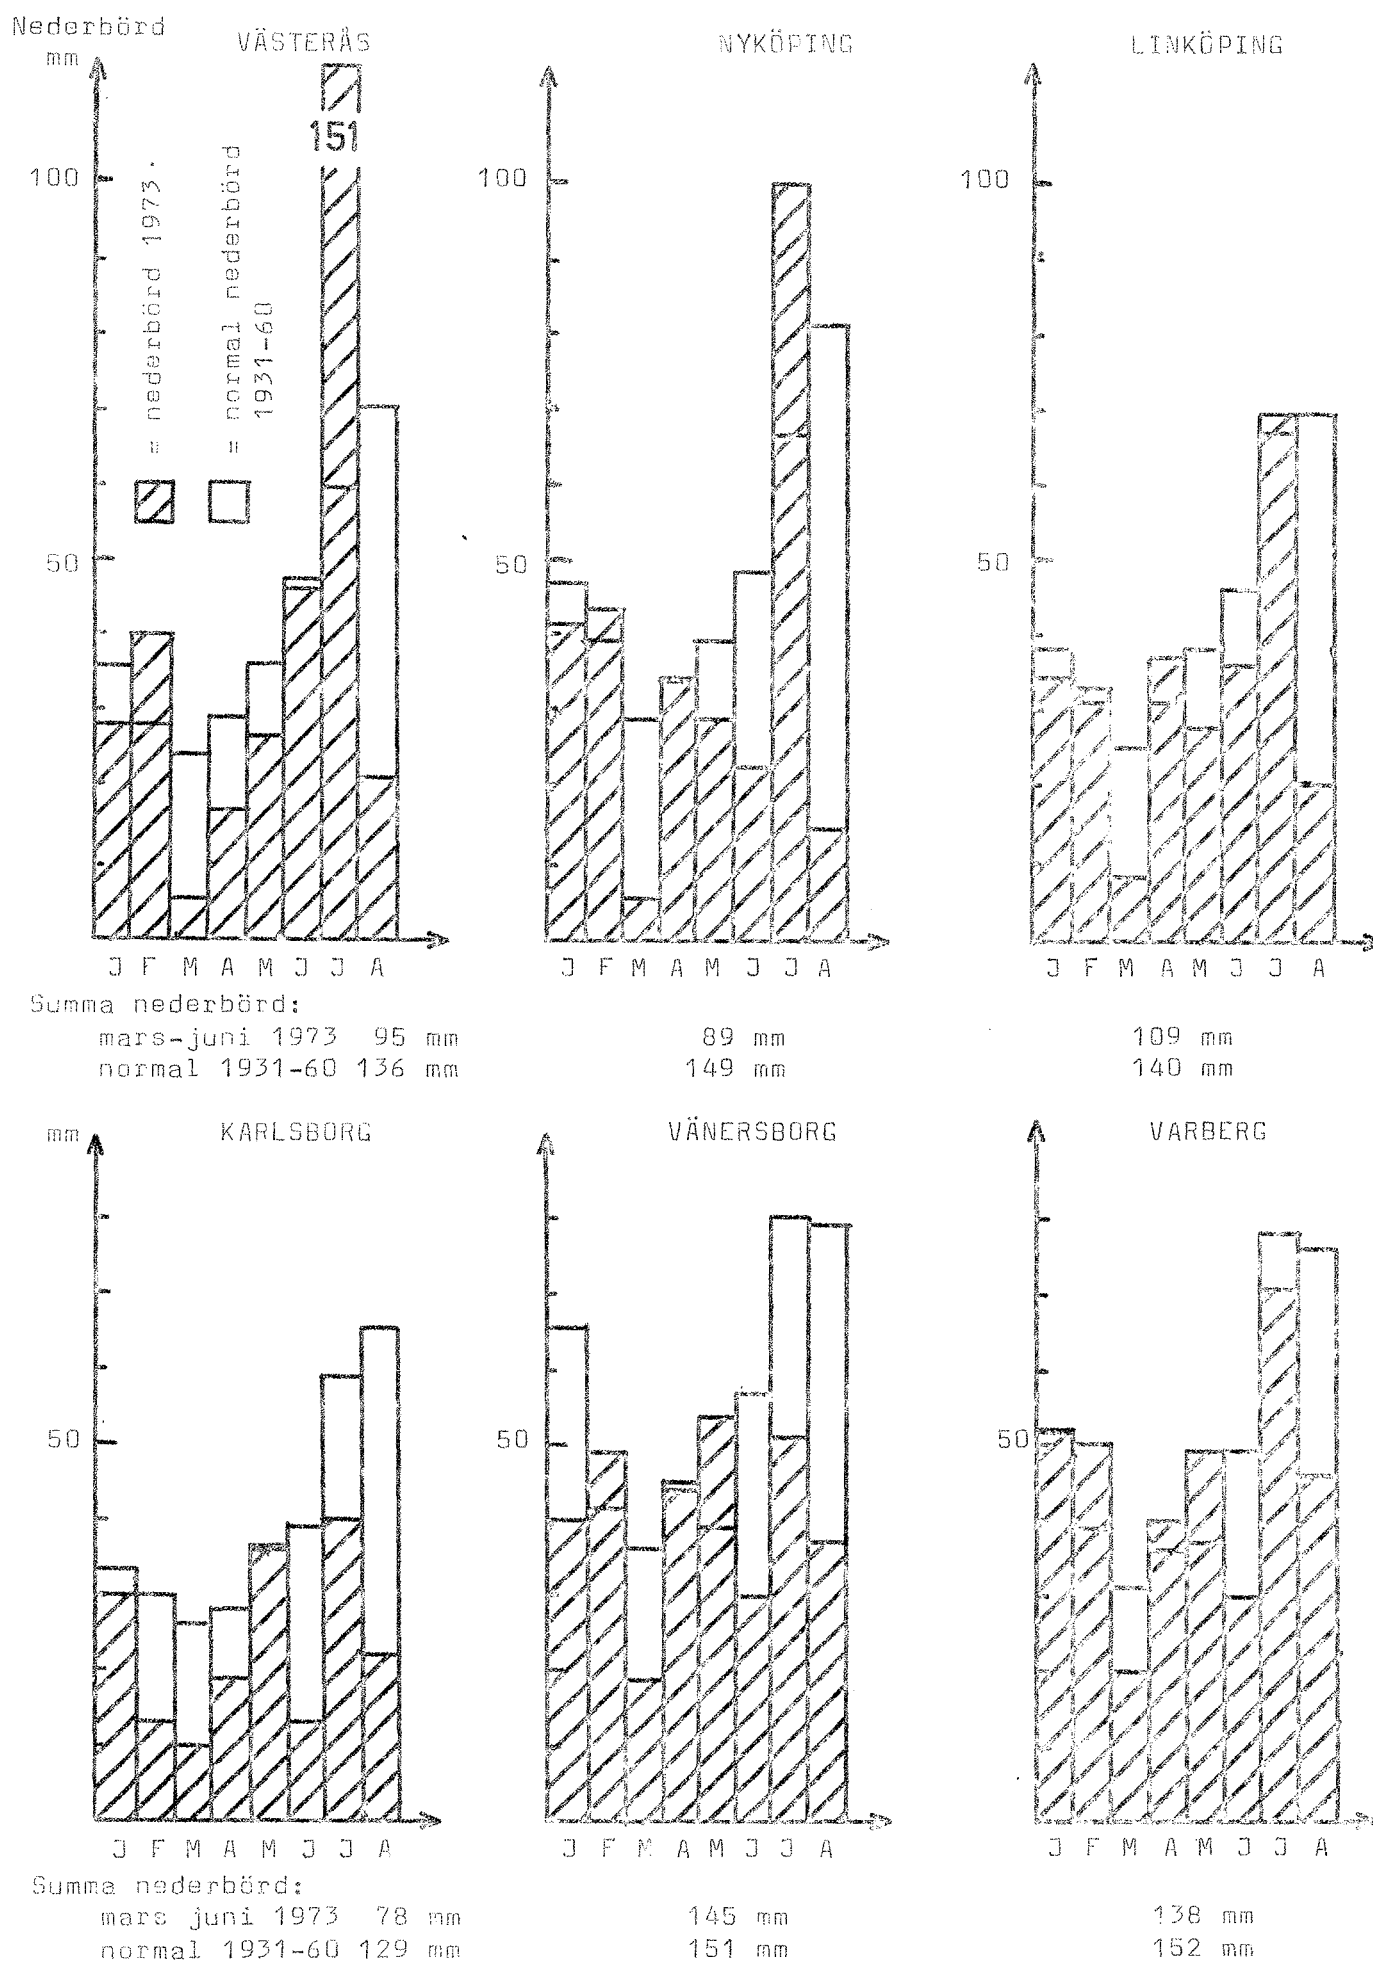 Nederbörd
mm
VÄSTERÅS
NYKÖPING
LINKÖPING
151
100
100
100
= nederbörd 1973.
= normal nederbörd
1931-60
50
50
50
J F M A M J J A
J F M A M J J A
J F M A M J J A
Summa nederbörd:
mars-juni 1973 95 mm
89 mm
109 mm
normal 1931-60 136 mm
149 mm
140 mm
mm
KARLSBORG
VÄNERSBORG
VARBERG
50
50
50
J F M A M J J A
J F M A M J J A
J F M A M J J A
Summa nederbörd:
mars juni 1973 78 mm
145 mm
138 mm
normal 1931-60 129 mm
151 mm
152 mm